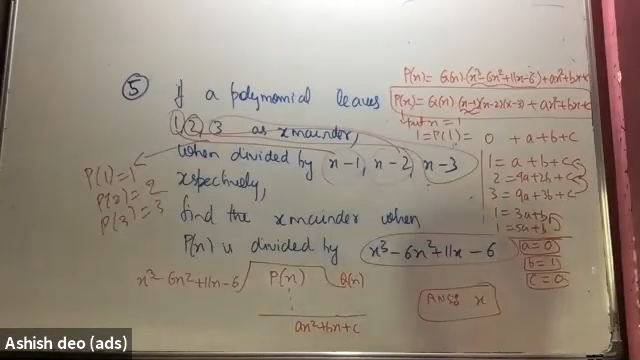 P(x) = Q(x).(x³-6x²+11x-6)+ax²+bx+c
⑤ If a polynomial leaves
P(x) = Q(x).(x-1)(x-2)(x-3) + ax²+bx+c
1, 2, 3 as remainder,
put x = 1
1 = P(1) = 0 + a+b+c
when divided by x-1, x-2, x-3
respectively,
P(1) = 1
P(2) = 2
P(3) = 3
1 = a+b+c
2 = 4a+2b+c
3 = 9a+3b+c
1 = 3a+b
1 = 5a+b
find the remainder when
P(x) is divided by x³-6x²+11x-6
a = 0
b = 1
c = 0
x³-6x²+11x-6 P(x) Q(x)
ax²+bx+c
Ans x
Ashish deo (ads)